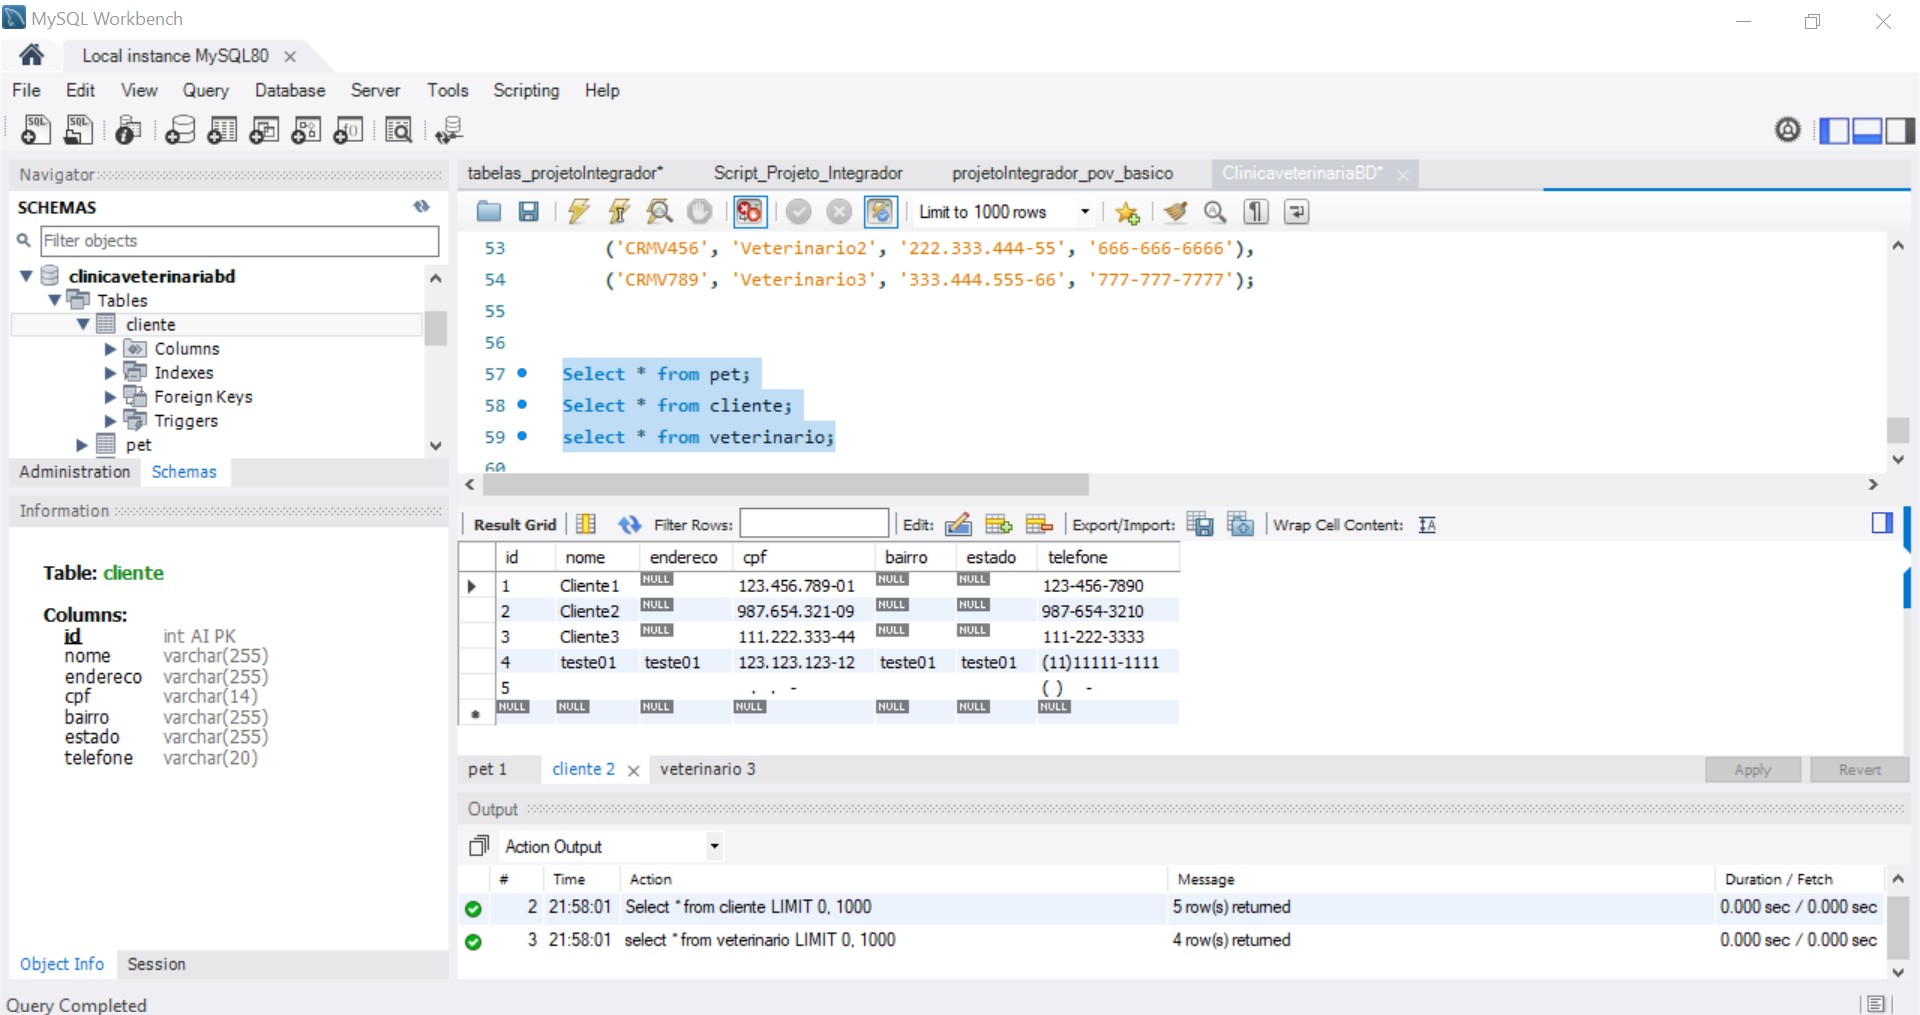 MySQL Workbench
Local instance MySQL80
File Edit View Query Database Server Tools Scripting Help
Navigator
SCHEMAS
Filter objects
clinicaveterinariabd
Tables
cliente
Columns
Indexes
Foreign Keys
Triggers
pet
Administration Schemas
Information
Table: cliente
Columns:
id int AI PK
nome varchar(255)
endereco varchar(255)
cpf varchar(14)
bairro varchar(255)
estado varchar(255)
telefone varchar(20)
Object Info Session
tabelas_projetoIntegrador* Script_Projeto_Integrador projetoIntegrador_pov_basico ClinicaveterinariaBD*
Limit to 1000 rows
53 ('CRMV456', 'Veterinario2', '222.333.444-55', '666-666-6666'),
54 ('CRMV789', 'Veterinario3', '333.444.555-66', '777-777-7777');
55
56
57 Select * from pet;
58 Select * from cliente;
59 select * from veterinario;
60
Result Grid Filter Rows: Edit: Export/Import: Wrap Cell Content:
id nome endereco cpf bairro estado telefone
1 Cliente1 NULL 123.456.789-01 NULL NULL 123-456-7890
2 Cliente2 NULL 987.654.321-09 NULL NULL 987-654-3210
3 Cliente3 NULL 111.222.333-44 NULL NULL 111-222-3333
4 teste01 teste01 123.123.123-12 teste01 teste01 (11)11111-1111
5 . . - ( ) -
NULL NULL NULL NULL NULL NULL NULL
pet 1 cliente 2 veterinario 3
Apply Revert
Output
Action Output
# Time Action Message Duration / Fetch
2 21:58:01 Select * from cliente LIMIT 0, 1000 5 row(s) returned 0.000 sec / 0.000 sec
3 21:58:01 select * from veterinario LIMIT 0, 1000 4 row(s) returned 0.000 sec / 0.000 sec
Query Completed